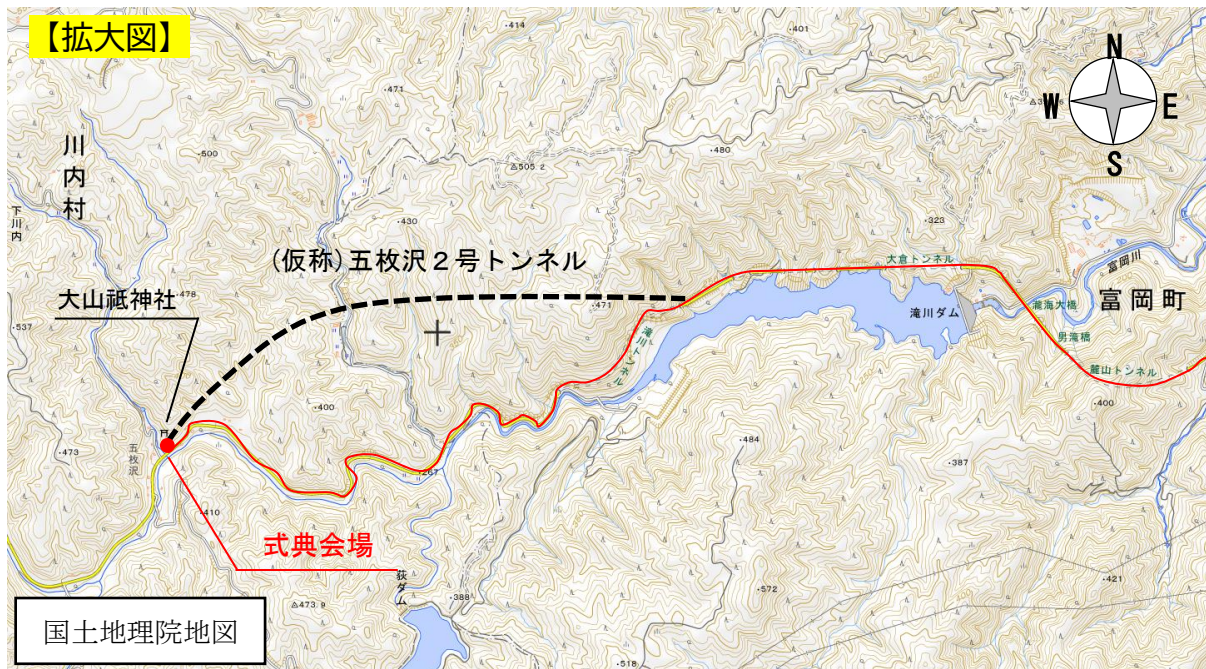 【拡大図】
N
W
E
S
川内村
下川内
大山祇神社
(仮称)五枚沢２号トンネル
大倉トンネル
富岡川
富岡町
滝川ダム
瀧海大橋
男滝橋
麓山トンネル
滝川トンネル
五枚沢
式典会場
荻ダム
国土地理院地図
・414
・401
・471
・500
・480
△505.2
・430
・323
・478
・537
・471
・400
・473
・267
・410
・484
・400
・387
・572
・421
・388
△473.9
・518